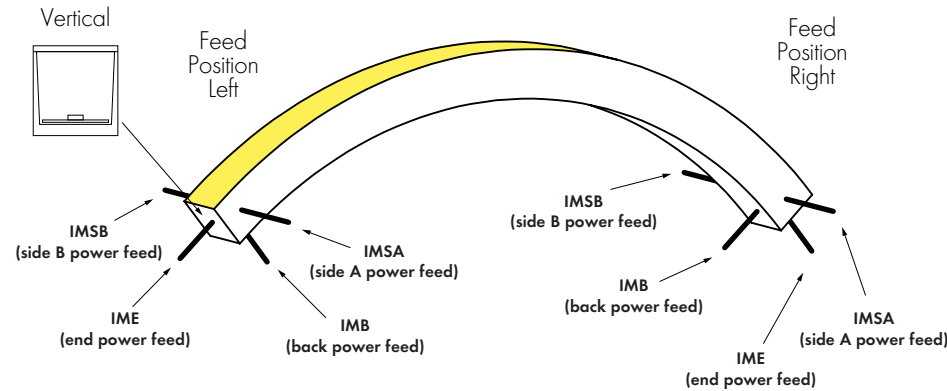 Vertical
Feed
Position
Left
Feed
Position
Right
IMSB
(side B power feed)
IME
(end power feed)
IMSA
(side A power feed)
IMB
(back power feed)
IMSB
(side B power feed)
IMB
(back power feed)
IME
(end power feed)
IMSA
(side A power feed)